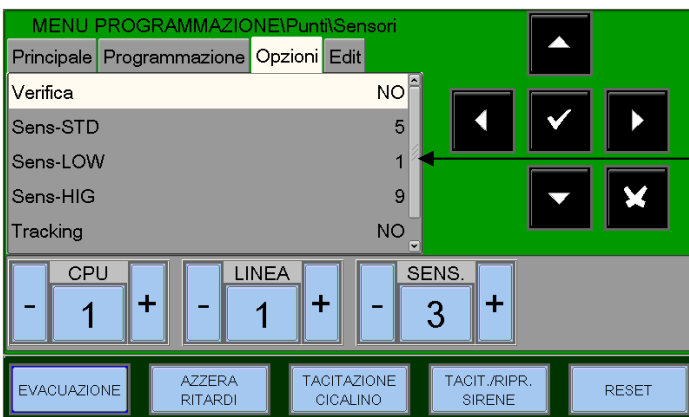 MENU PROGRAMMAZIONE\Punti\Sensori
Principale Programmazione Opzioni Edit
Verifica NO
Sens-STD 5
Sens-LOW 1
Sens-HIG 9
Tracking NO
CPU LINEA SENS.
- 1 + - 1 + - 3 +
EVACUAZIONE
AZZERA
RITARDI
TACITAZIONE
CICALINO
TACIT./RIPR.
SIRENE
RESET